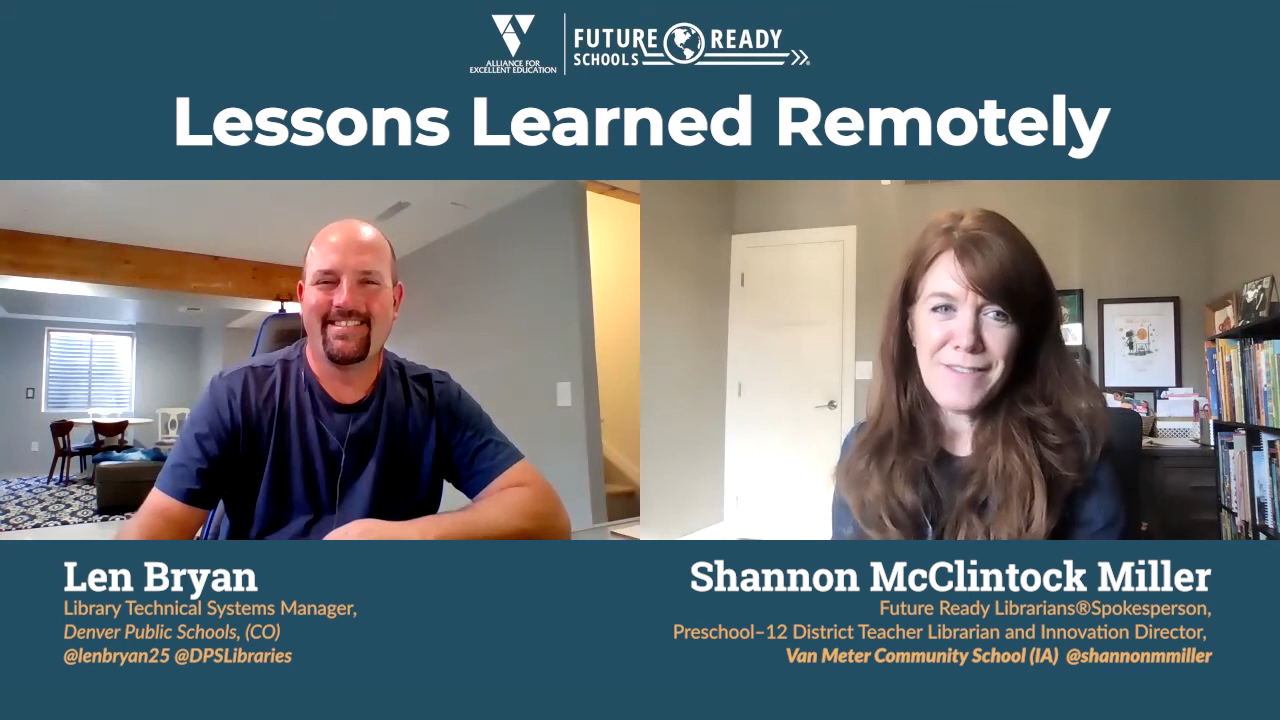 ALLIANCE FOR
EXCELLENT EDUCATION
FUTURE READY
SCHOOLS
Lessons Learned Remotely
Len Bryan
Library Technical Systems Manager,
Denver Public Schools, (CO)
@lenbryan25 @DPSLibraries
Shannon McClintock Miller
Future Ready Librarians®Spokesperson,
Preschool–12 District Teacher Librarian and Innovation Director,
Van Meter Community School (IA) @shannonmmiller